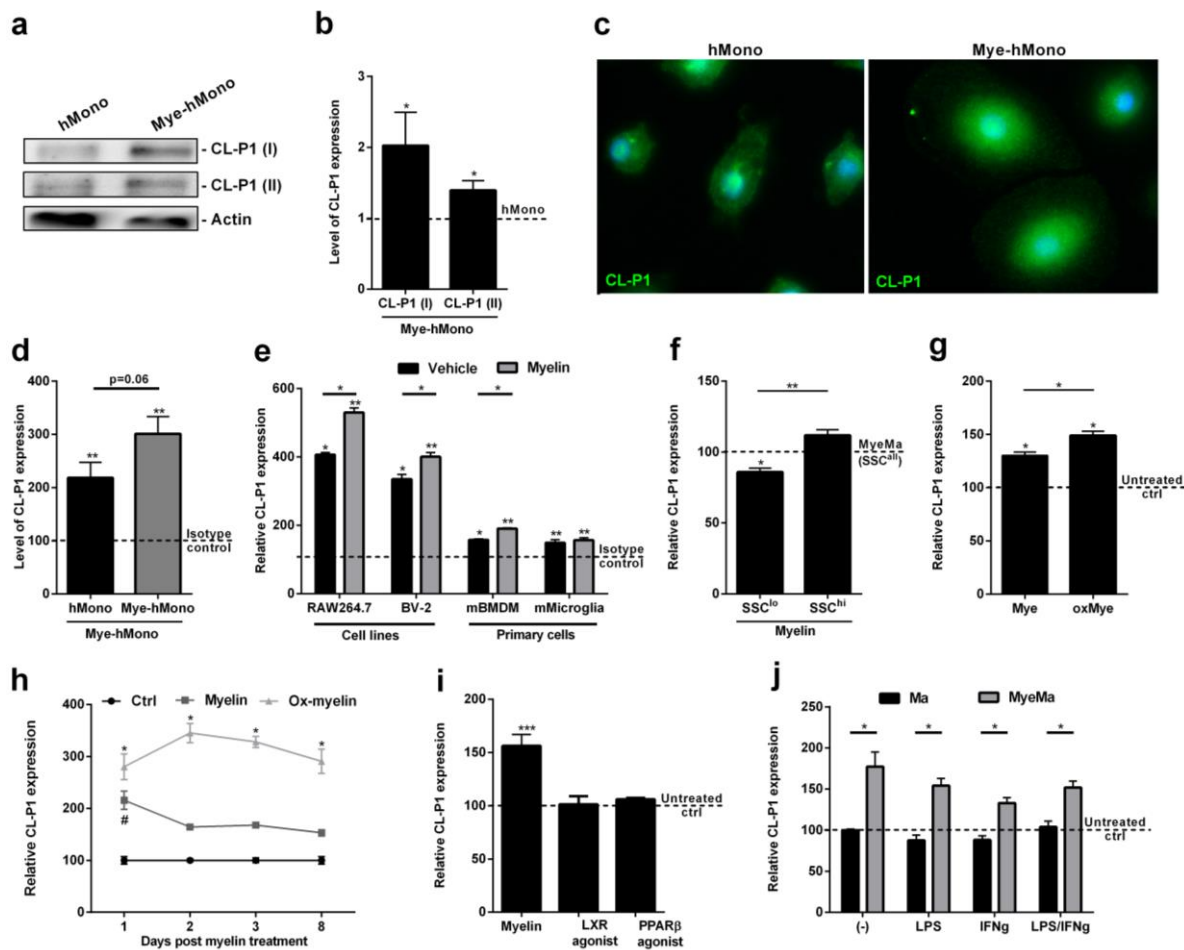 a
hMono
Mye-hMono
- CL-P1 (I)
- CL-P1 (II)
- Actin
b
Level of CL-P1 expression
3
2
1
0
*
*
hMono
CL-P1 (I) CL-P1 (II)
Mye-hMono
c
hMono
Mye-hMono
CL-P1
CL-P1
d
Level of CL-P1 expression
400
300
200
100
0
p=0.06
**
**
Isotype
control
hMono Mye-hMono
Mye-hMono
e
Vehicle Myelin
Relative CL-P1 expression
600
400
200
0
* * *
* ** * ** * ** ** **
Isotype
control
RAW264.7 BV-2 mBMDM mMicroglia
Cell lines Primary cells
f
Relative CL-P1 expression
150
100
50
0
**
*
MyeMa
(SSCall)
SSClo SSChi
Myelin
g
Relative CL-P1 expression
200
150
100
50
0
*
* *
Untreated
ctrl
Mye oxMye
h
Ctrl Myelin Ox-myelin
Relative CL-P1 expression
400
300
200
100
0
* * * *
#
1 2 3 8
Days post myelin treatment
i
Relative CL-P1 expression
200
150
100
50
0
***
Untreated
ctrl
Myelin LXR PPARβ
agonist agonist
j
Ma MyeMa
Relative CL-P1 expression
250
200
150
100
50
0
* * * *
Untreated
ctrl
(-) LPS IFNg LPS/IFNg